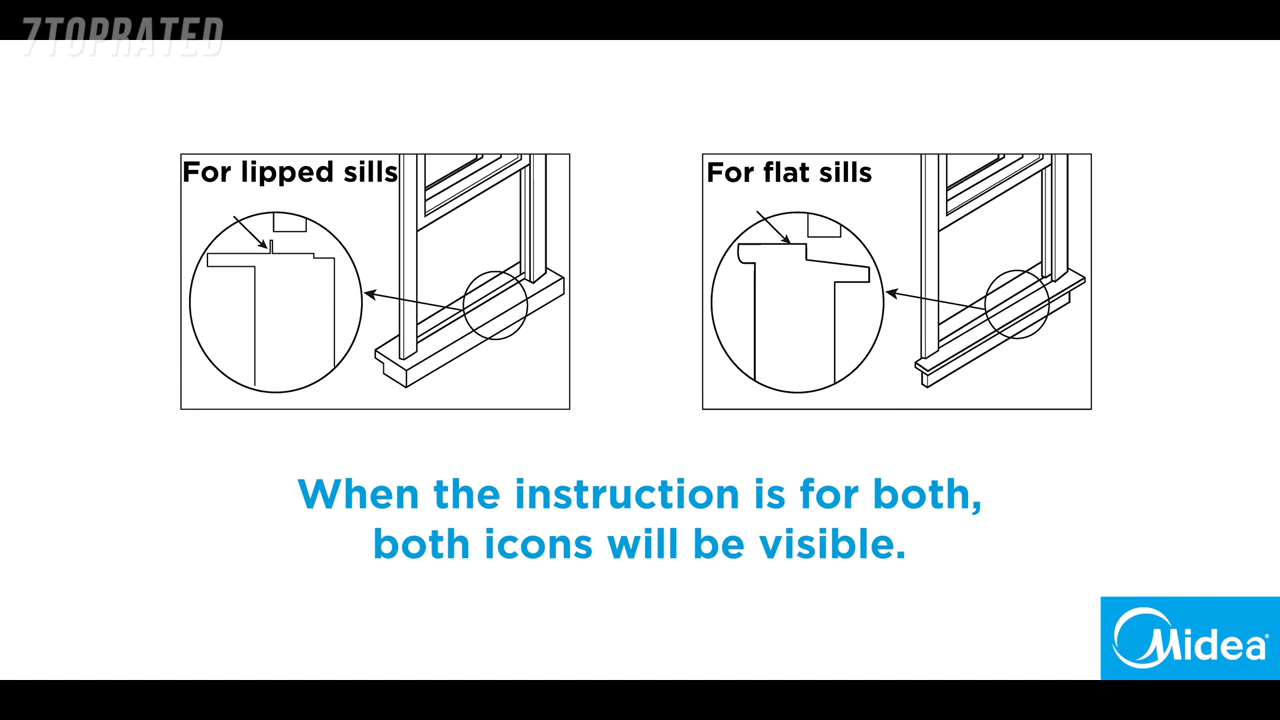 7TOPRATED
For lipped sills
For flat sills
When the instruction is for both,
both icons will be visible.
Midea